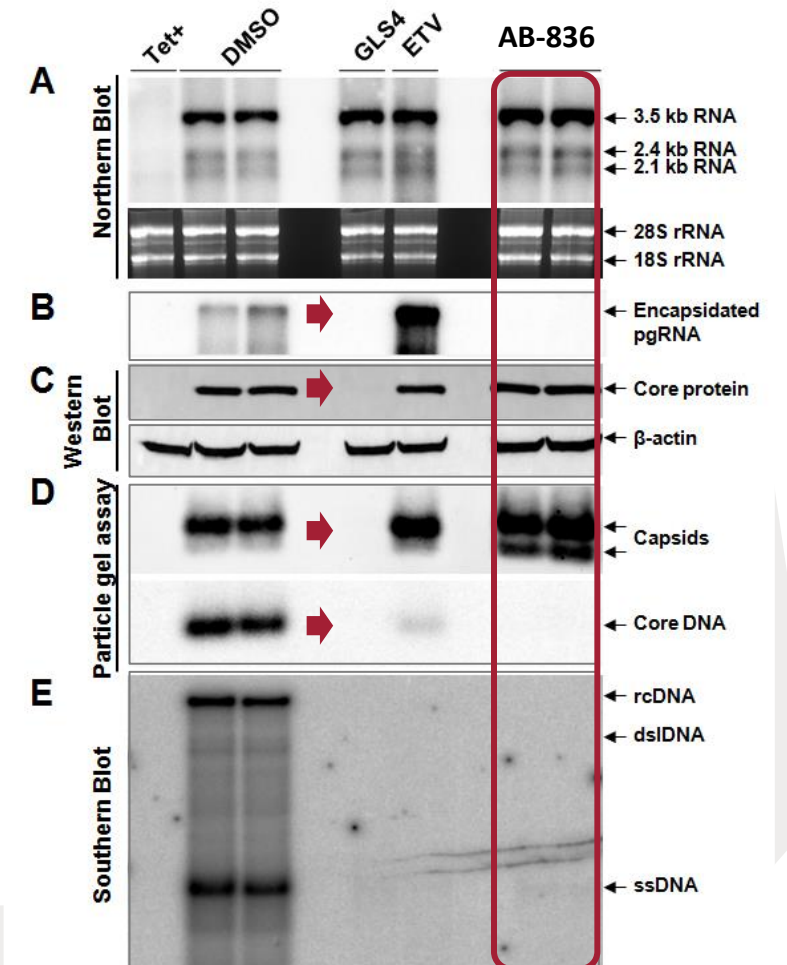 Tet+ DMSO GLS4 ETV AB-836
A
Northern Blot
3.5 kb RNA
2.4 kb RNA
2.1 kb RNA
28S rRNA
18S rRNA
B
Encapsidated
pgRNA
C
Western
Blot
Core protein
β-actin
D
Particle gel assay
Capsids
Core DNA
E
Southern Blot
rcDNA
dslDNA
ssDNA